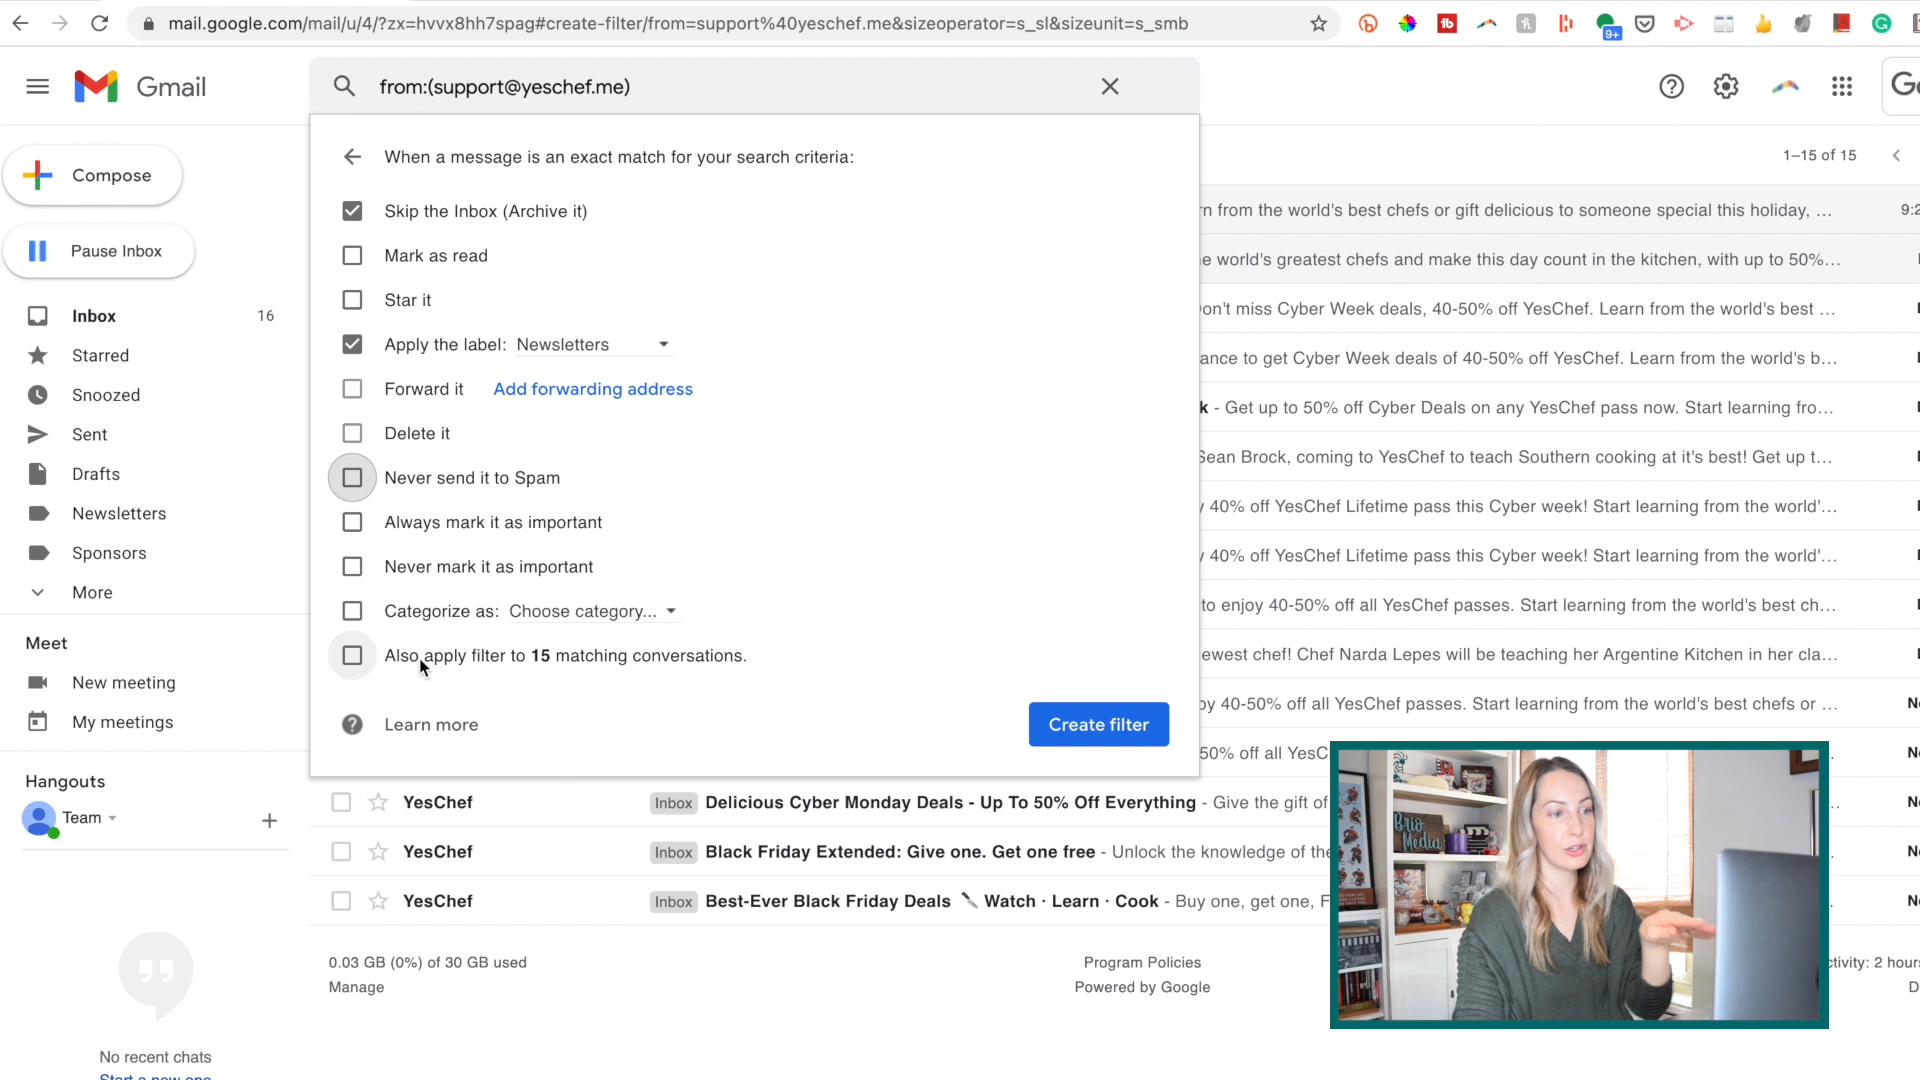 mail.google.com/mail/u/4/?zx=hvvx8hh7spag#create-filter/from=support%40yeschef.me&sizeoperator=s_sl&sizeunit=s_smb
9+
Gmail
from:(support@yeschef.me)
Compose
Pause Inbox
Inbox 16
Starred
Snoozed
Sent
Drafts
Newsletters
Sponsors
More
Meet
New meeting
My meetings
Hangouts
Team
No recent chats
Start a new one
When a message is an exact match for your search criteria:
Skip the Inbox (Archive it)
Mark as read
Star it
Apply the label: Newsletters
Forward it Add forwarding address
Delete it
Never send it to Spam
Always mark it as important
Never mark it as important
Categorize as: Choose category...
Also apply filter to 15 matching conversations.
Learn more
Create filter
1–15 of 15
from the world's best chefs or gift delicious to someone special this holiday, ...
world's greatest chefs and make this day count in the kitchen, with up to 50%...
miss Cyber Week deals, 40-50% off YesChef. Learn from the world's best ...
to get Cyber Week deals of 40-50% off YesChef. Learn from the world's b...
- Get up to 50% off Cyber Deals on any YesChef pass now. Start learning fro...
Sean Brock, coming to YesChef to teach Southern cooking at it's best! Get up t...
40% off YesChef Lifetime pass this Cyber week! Start learning from the world'...
40% off YesChef Lifetime pass this Cyber week! Start learning from the world'...
to enjoy 40-50% off all YesChef passes. Start learning from the world's best ch...
chef! Chef Narda Lepes will be teaching her Argentine Kitchen in her cla...
by 40-50% off all YesChef passes. Start learning from the world's best chefs or ...
50% off all YesC
YesChef Inbox Delicious Cyber Monday Deals - Up To 50% Off Everything - Give the gift of
YesChef Inbox Black Friday Extended: Give one. Get one free - Unlock the knowledge of the
YesChef Inbox Best-Ever Black Friday Deals 🔪 Watch · Learn · Cook - Buy one, get one, F
0.03 GB (0%) of 30 GB used
Manage
Program Policies
Powered by Google
ctivity: 2 hours
Brio
Media